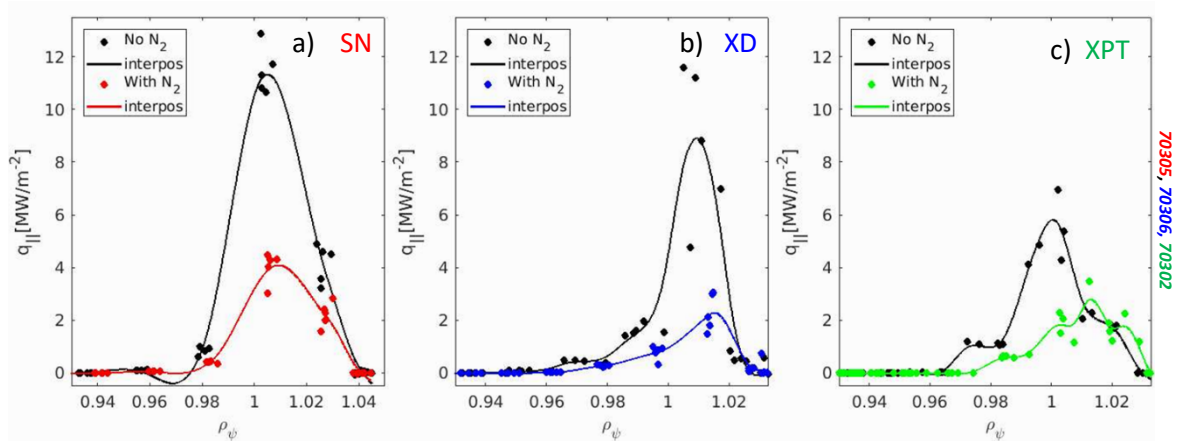 a) SN
No N2
interpos
With N2
interpos
q||[MW/m-2]
12
10
8
6
4
2
0
0.94 0.96 0.98 1 1.02 1.04
ρψ
b) XD
No N2
interpos
With N2
interpos
q||[MW/m-2]
12
10
8
6
4
2
0
0.94 0.96 0.98 1 1.02
ρψ
c) XPT
No N2
interpos
With N2
interpos
q||[MW/m-2]
12
10
8
6
4
2
0
0.94 0.96 0.98 1 1.02
ρψ
70305, 70306, 70302